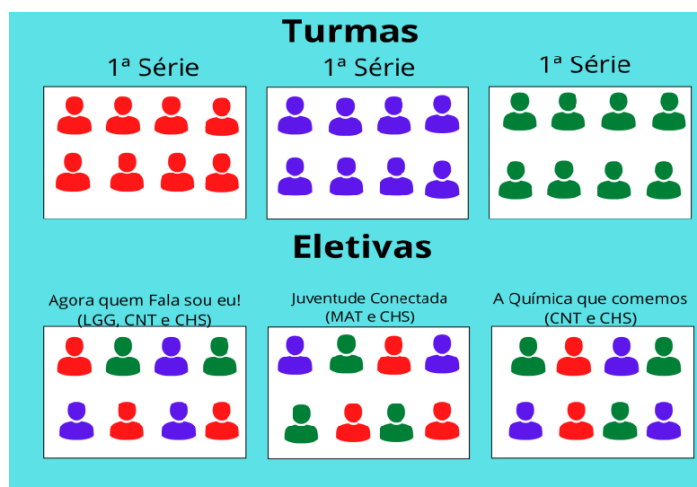 Turmas
1ª Série
1ª Série
1ª Série
Eletivas
Agora quem Fala sou eu!
(LGG, CNT e CHS)
Juventude Conectada
(MAT e CHS)
A Química que comemos
(CNT e CHS)